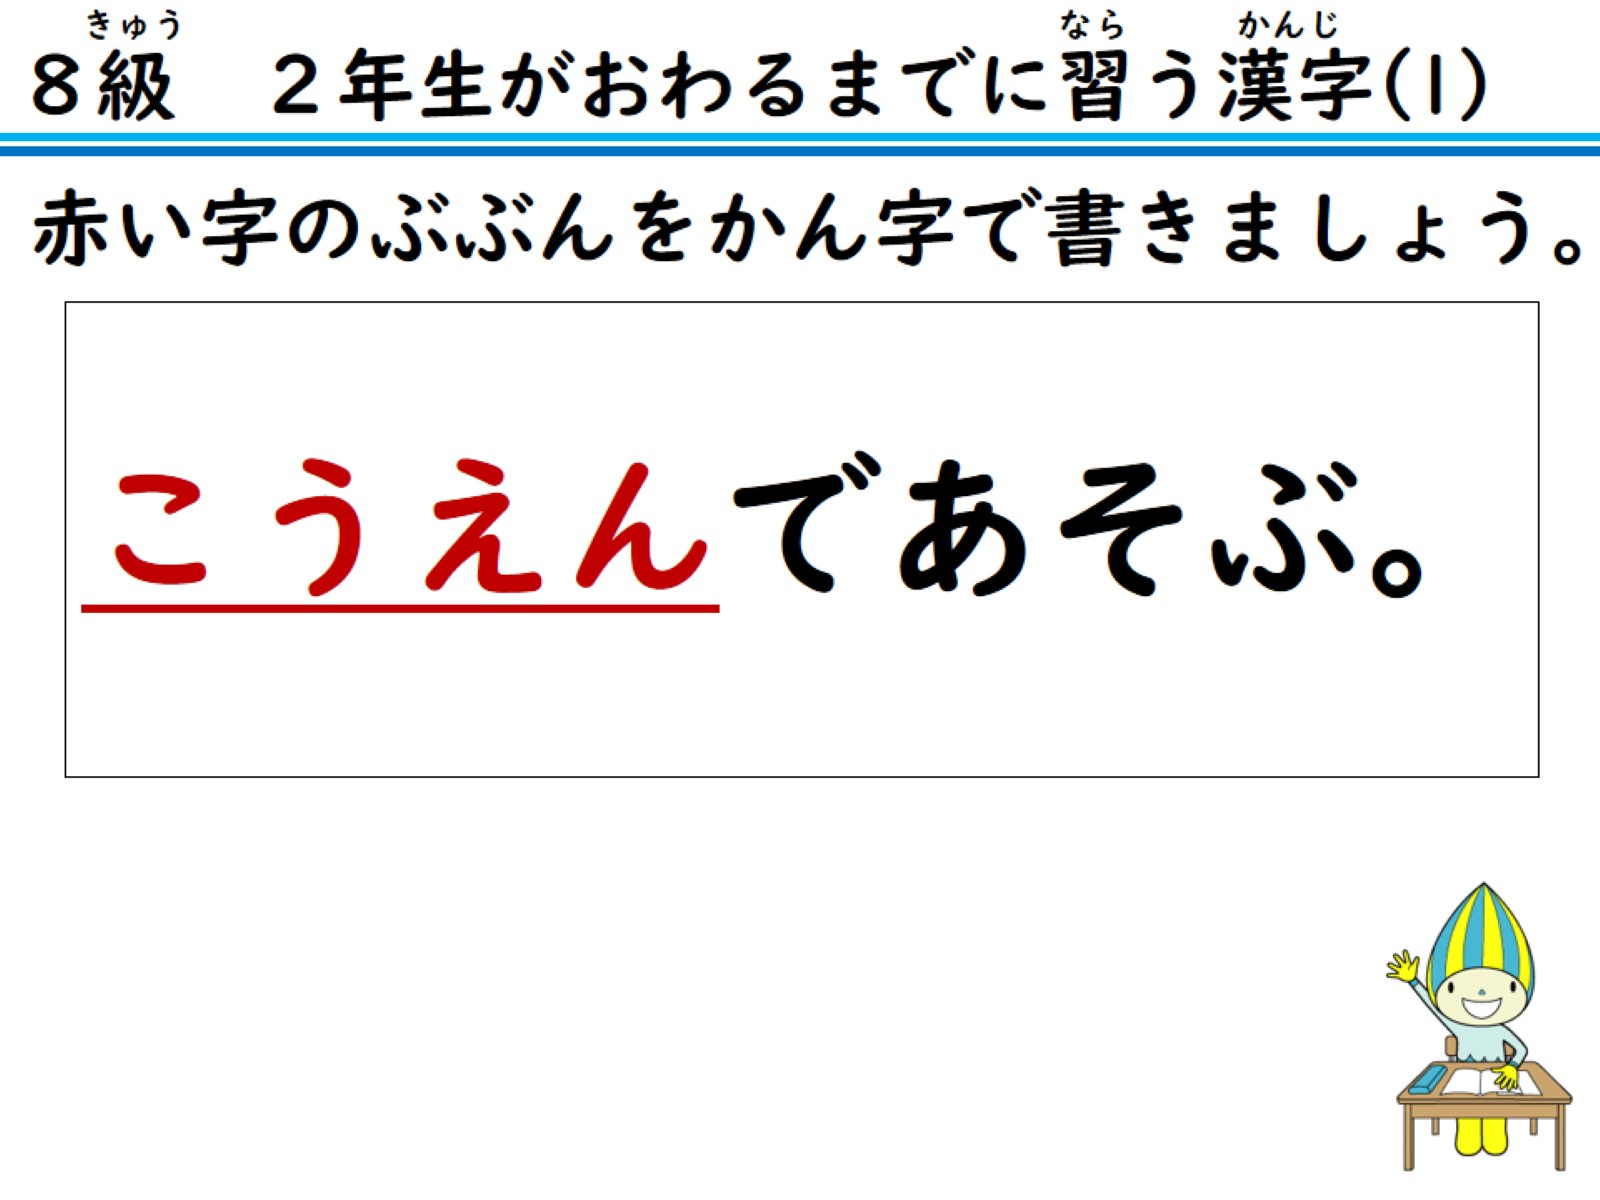 きゅう なら かんじ
８級　２年生がおわるまでに習う漢字(1)
赤い字のぶぶんをかん字で書きましょう。
こうえんであそぶ。